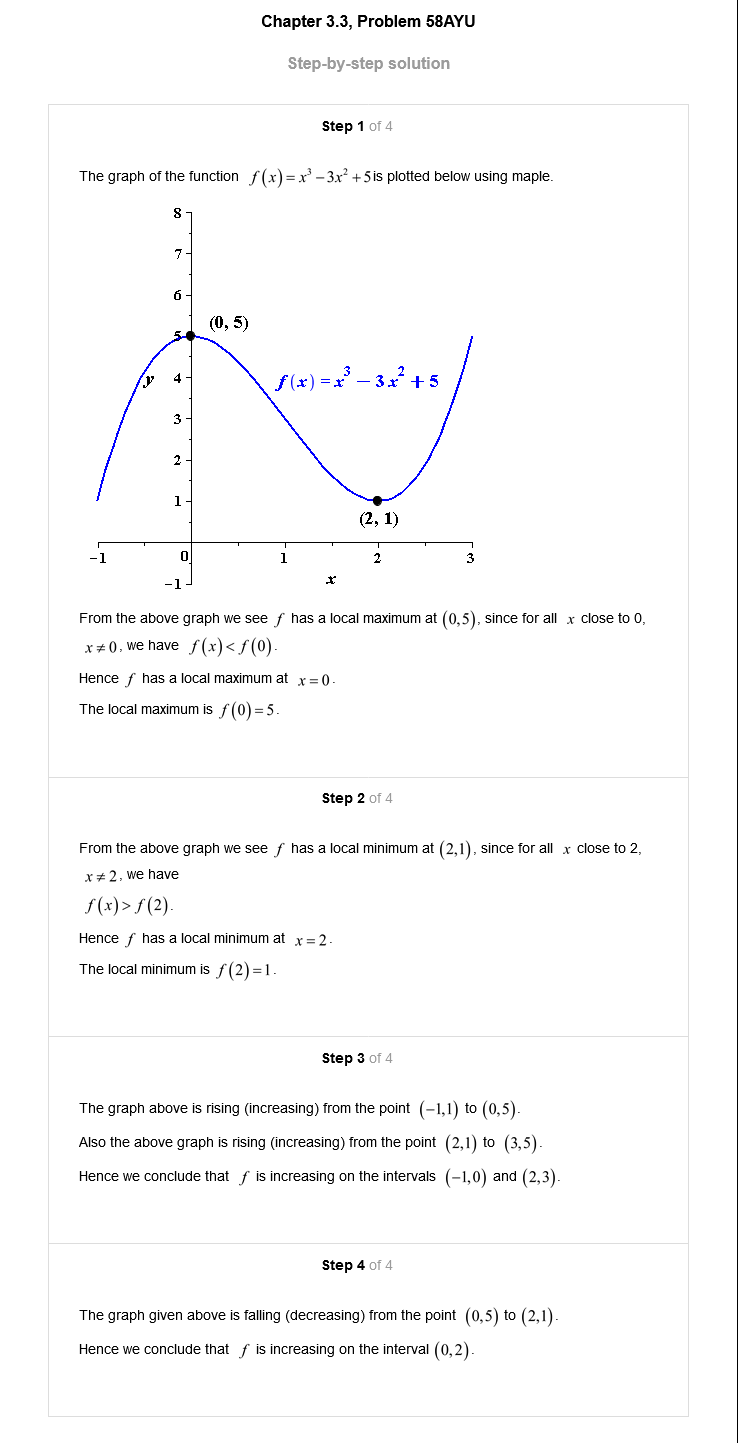 Chapter 3.3, Problem 58AYU
Step-by-step solution
Step 1 of 4
The graph of the function f(x)=x³−3x²+5 is plotted below using maple.
8
7
6
5
(0, 5)
y
4
f(x)=x³−3x²+5
3
2
1
(2, 1)
−1
0
1
2
3
−1
x
From the above graph we see f has a local maximum at (0,5), since for all x close to 0,
x≠0, we have f(x)<f(0).
Hence f has a local maximum at x=0.
The local maximum is f(0)=5.
Step 2 of 4
From the above graph we see f has a local minimum at (2,1), since for all x close to 2,
x≠2, we have
f(x)>f(2).
Hence f has a local minimum at x=2.
The local minimum is f(2)=1.
Step 3 of 4
The graph above is rising (increasing) from the point (−1,1) to (0,5).
Also the above graph is rising (increasing) from the point (2,1) to (3,5).
Hence we conclude that f is increasing on the intervals (−1,0) and (2,3).
Step 4 of 4
The graph given above is falling (decreasing) from the point (0,5) to (2,1).
Hence we conclude that f is increasing on the interval (0,2).